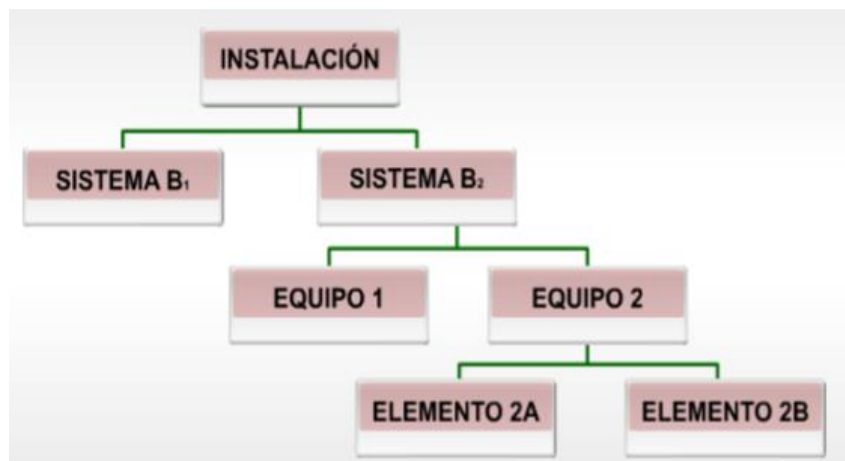 INSTALACIÓN
SISTEMA B₁
SISTEMA B₂
EQUIPO 1
EQUIPO 2
ELEMENTO 2A
ELEMENTO 2B